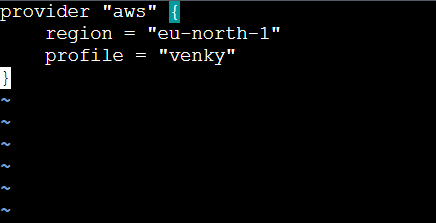 provider "aws" {
    region = "eu-north-1"
    profile = "venky"
}
~
~
~
~
~
~